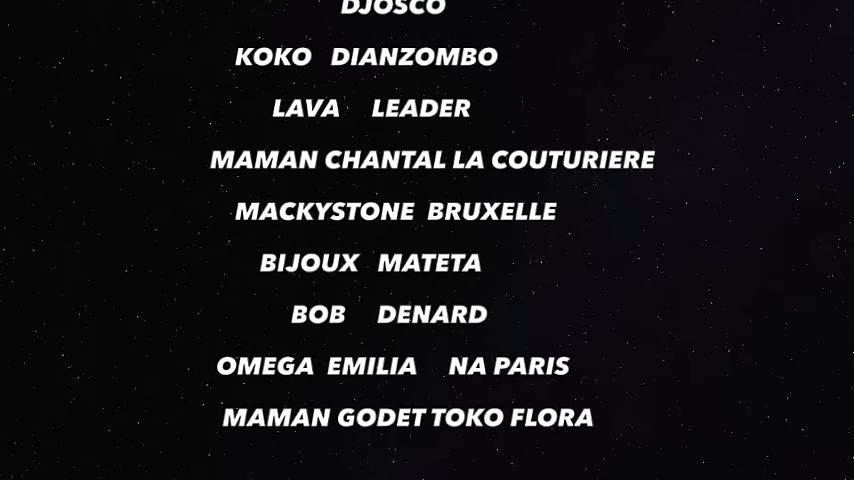 DJOSCO
KOKO DIANZOMBO
LAVA LEADER
MAMAN CHANTAL LA COUTURIERE
MACKYSTONE BRUXELLE
BIJOUX MATETA
BOB DENARD
OMEGA EMILIA NA PARIS
MAMAN GODET TOKO FLORA